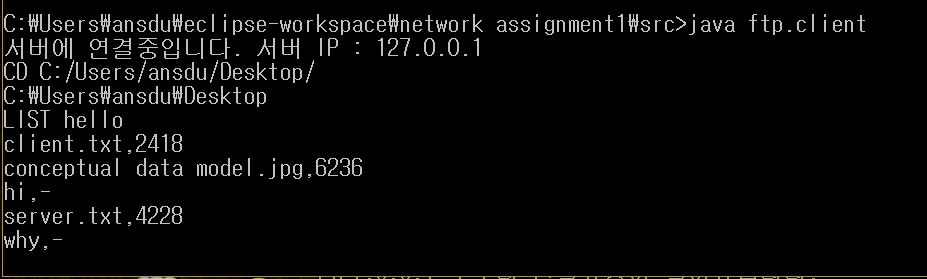 C:₩Users₩ansdu₩eclipse-workspace₩network assignment1₩src>java ftp.client
서버에 연결중입니다. 서버 IP : 127.0.0.1
CD C:/Users/ansdu/Desktop/
C:₩Users₩ansdu₩Desktop
LIST hello
client.txt,2418
conceptual data model.jpg,6236
hi,-
server.txt,4228
why,-